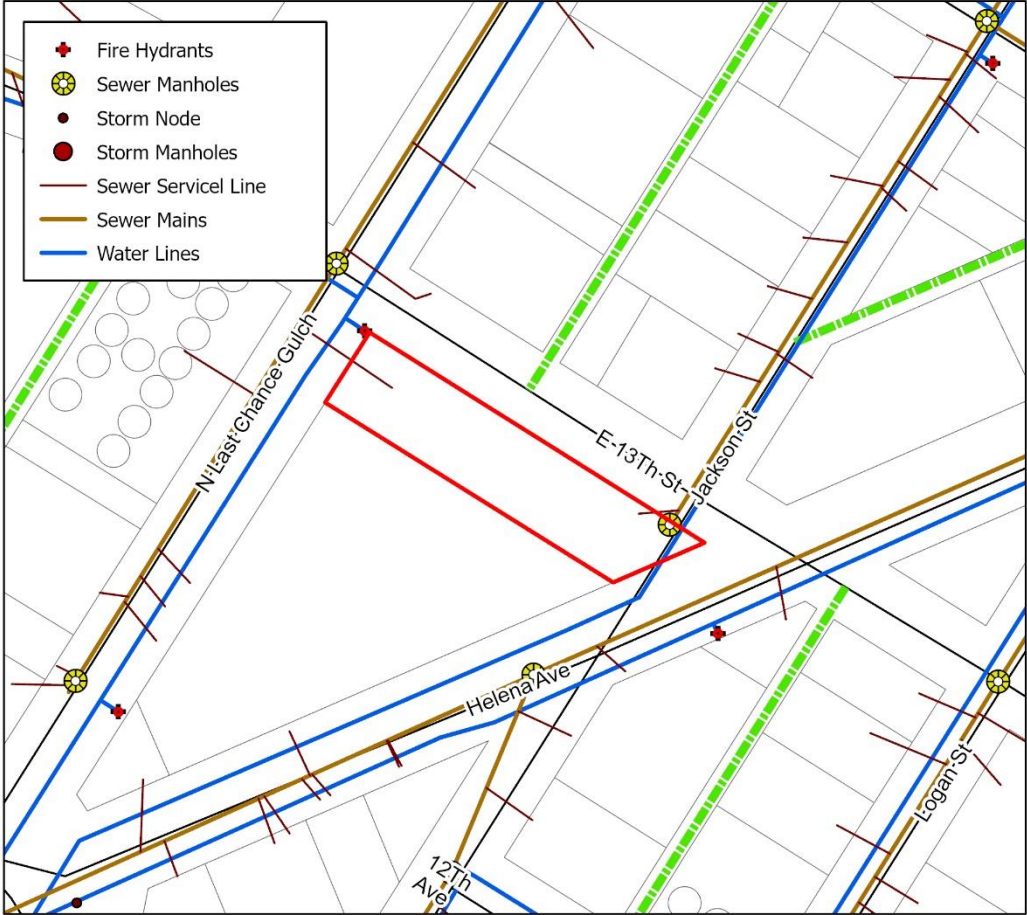 Fire Hydrants
Sewer Manholes
Storm Node
Storm Manholes
Sewer Servicel Line
Sewer Mains
Water Lines
N Last Chance Gulch
E 13Th St
Jackson St
Helena Ave
Logan St
12Th
Ave